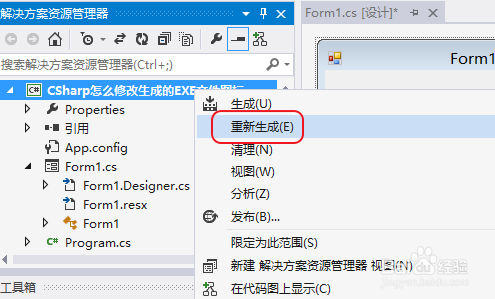 解决方案资源管理器
Form1.cs [设计]*
搜索解决方案资源管理器(Ctrl+;)
Form1
CSharp怎么修改生成的EXE文件图标
Properties
引用
App.config
Form1.cs
Form1.Designer.cs
Form1.resx
Form1
Program.cs
工具箱
生成(U)
重新生成(E)
清理(N)
视图(W)
分析(Z)
发布(B)...
限定为此范围(S)
新建 解决方案资源管理器 视图(N)
在代码图上显示(C)
Baidu 经验